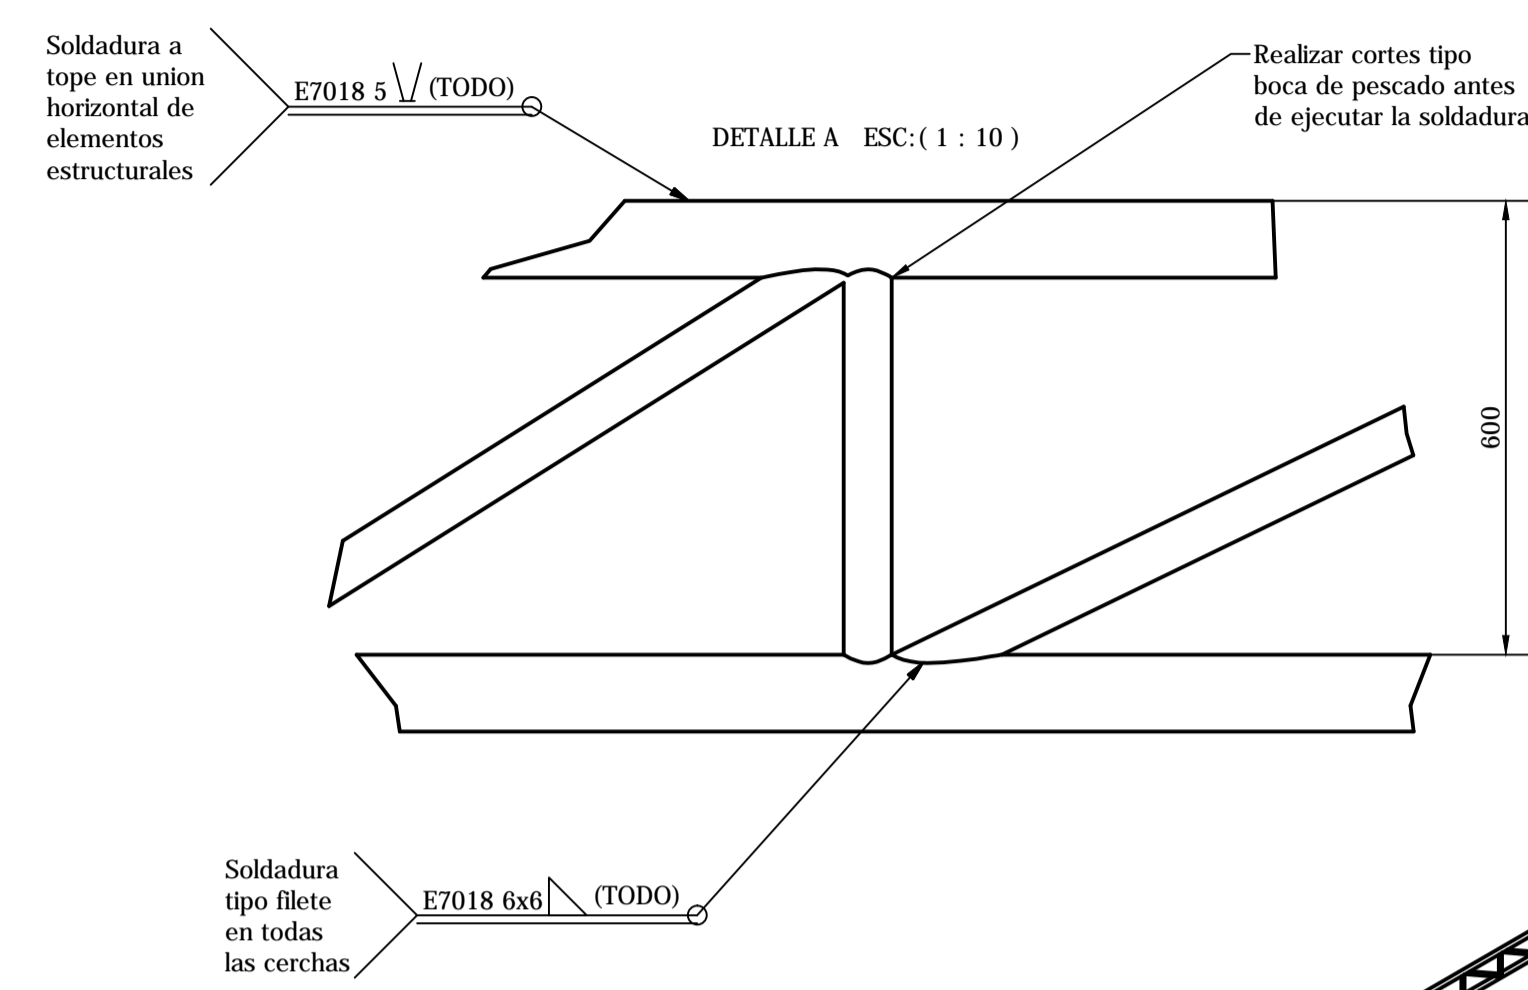 Soldadura a
tope en union
horizontal de
elementos
estructurales
E7018 5 (TODO)
DETALLE A ESC:( 1 : 10 )
Realizar cortes tipo
boca de pescado antes
de ejecutar la soldadura
600
Soldadura
tipo filete
en todas
las cerchas
E7018 6x6 (TODO)